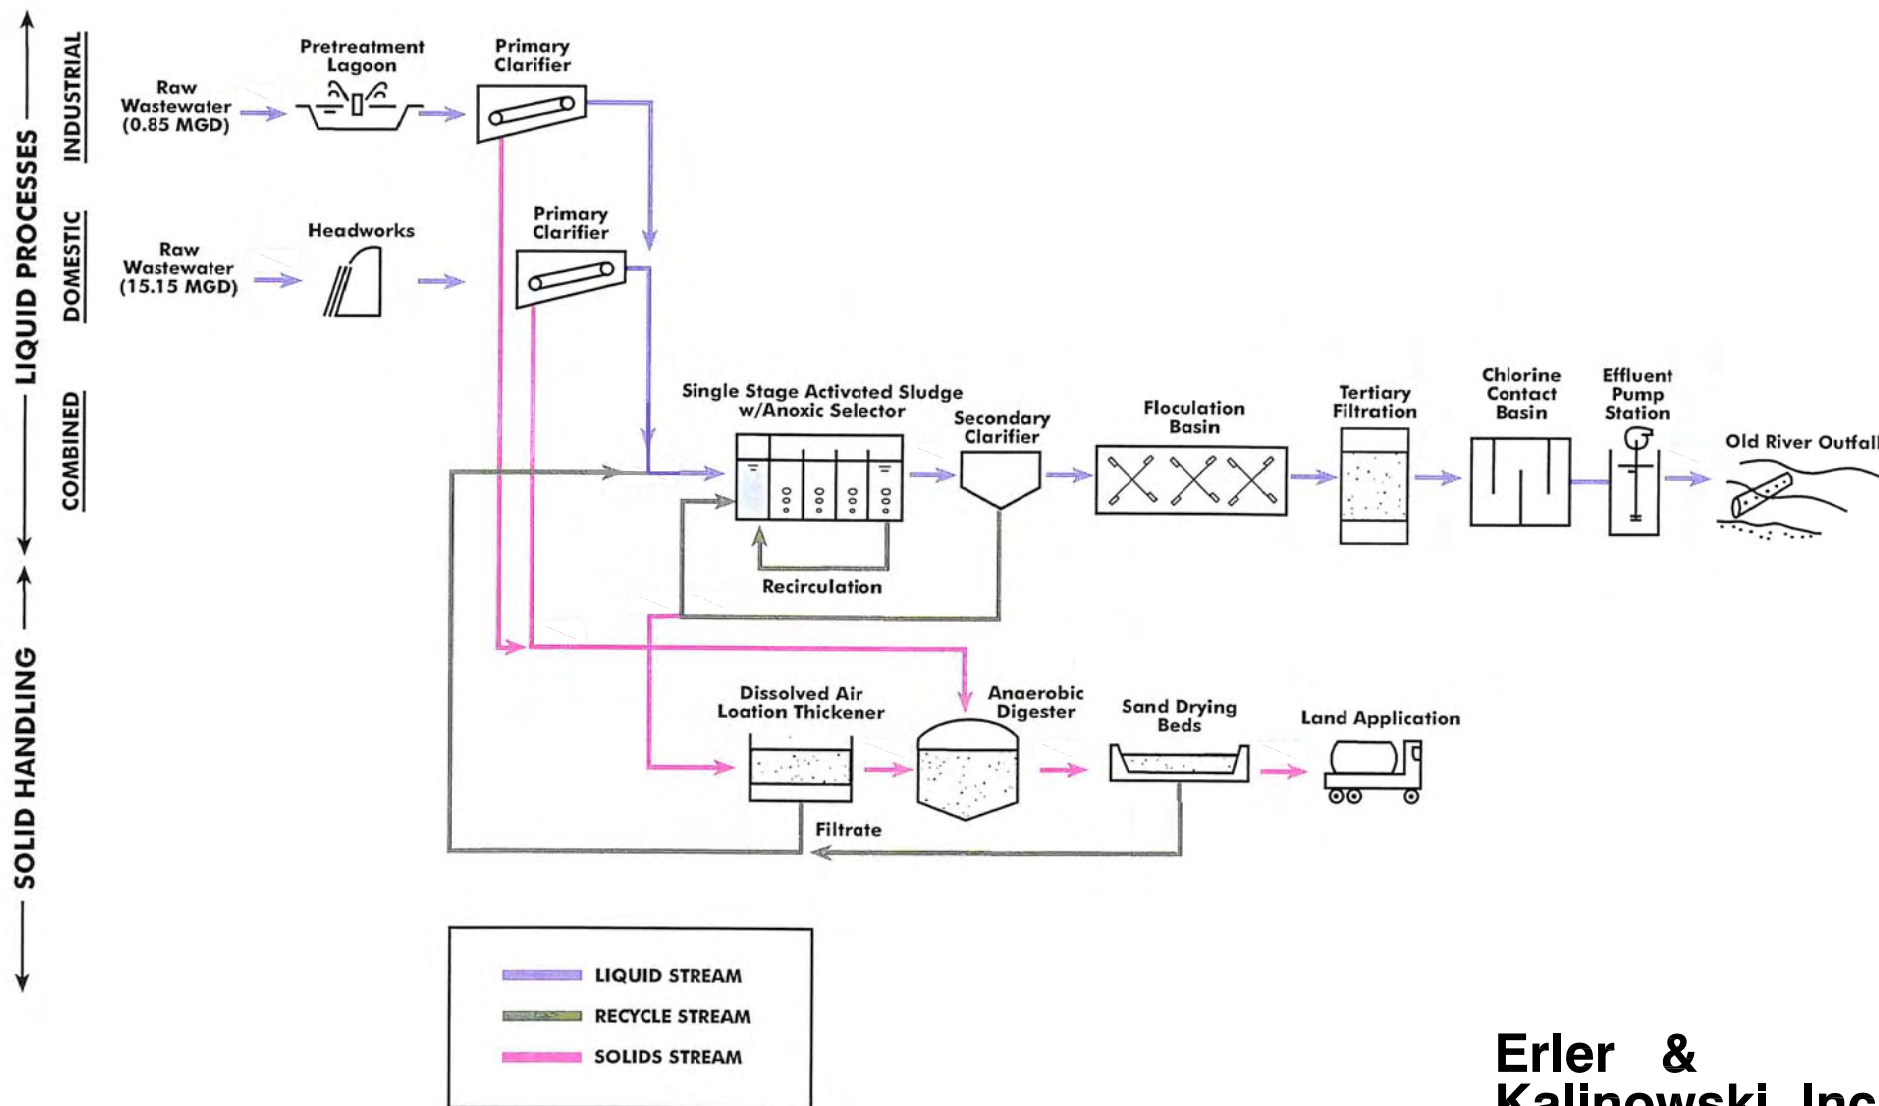 LIQUID PROCESSES
SOLID HANDLING
INDUSTRIAL
DOMESTIC
COMBINED
Raw
Wastewater
(0.85 MGD)
Pretreatment
Lagoon
Primary
Clarifier
Raw
Wastewater
(15.15 MGD)
Headworks
Primary
Clarifier
Single Stage Activated Sludge
w/Anoxic Selector
Secondary
Clarifier
Floculation
Basin
Tertiary
Filtration
Chlorine
Contact
Basin
Effluent
Pump
Station
Old River Outfall
Recirculation
Dissolved Air
Loation Thickener
Anaerobic
Digester
Sand Drying
Beds
Land Application
Filtrate
LIQUID STREAM
RECYCLE STREAM
SOLIDS STREAM
Erler &
Kalinowski, Inc